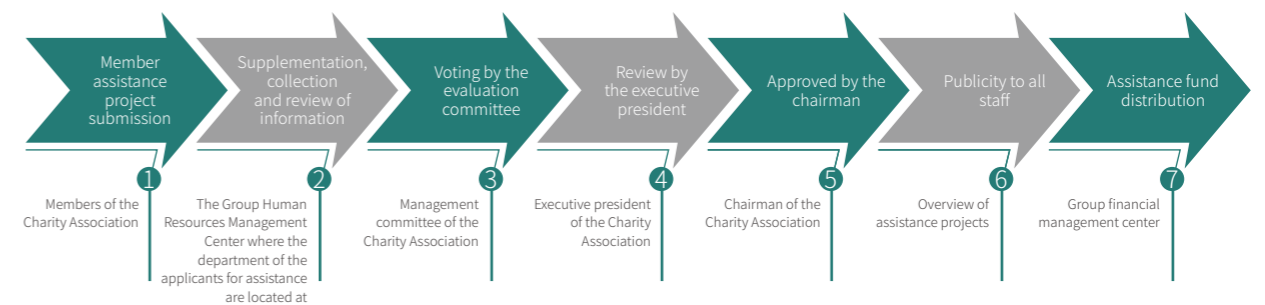 Member
assistance
project
submission
Supplementation,
collection
and review of
information
Voting by the
evaluation
committee
Review by
the executive
president
Approved by the
chairman
Publicity to all
staff
Assistance fund
distribution
1
Members of the
Charity Association
2
The Group Human
Resources Management
Center where the
department of the
applicants for assistance
are located at
3
Management
committee of the
Charity Association
4
Executive president
of the Charity
Association
5
Chairman of the
Charity Association
6
Overview of
assistance projects
7
Group financial
management center